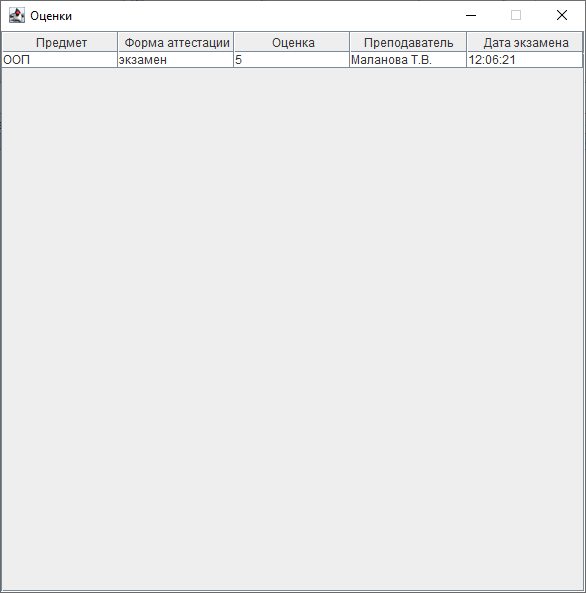 Оценки
Предмет Форма аттестации Оценка Преподаватель Дата экзамена
ООП экзамен 5 Маланова Т.В. 12:06:21